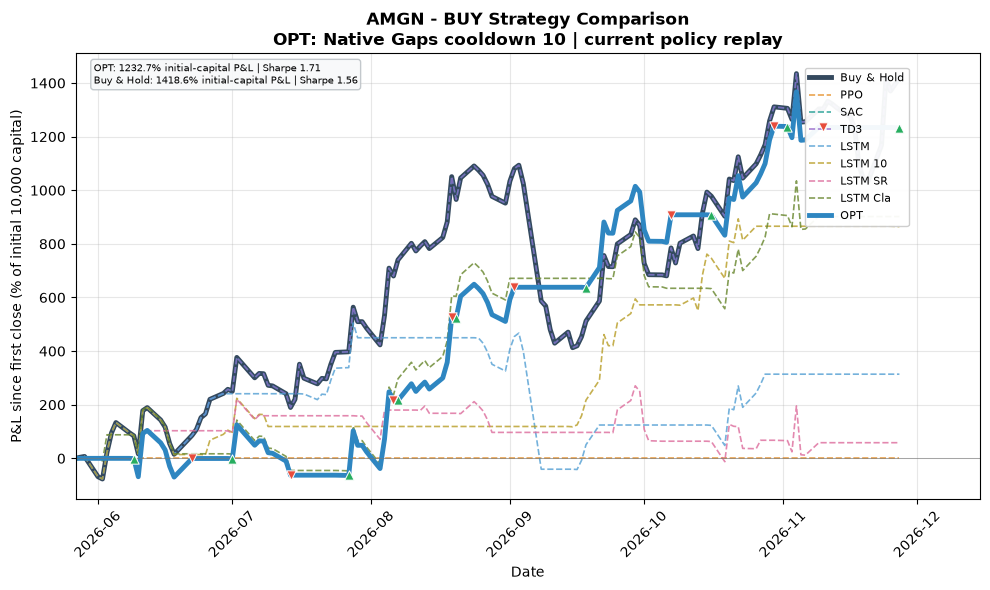 AMGN - BUY Strategy Comparison
OPT: Native Gaps cooldown 10 | current policy replay
OPT: 1232.7% initial-capital P&L | Sharpe 1.71
Buy & Hold: 1418.6% initial-capital P&L | Sharpe 1.56
Buy & Hold
PPO
SAC
TD3
LSTM
LSTM 10
LSTM SR
LSTM Cla
OPT
P&L since first close (% of initial 10,000 capital)
1400
1200
1000
800
600
400
200
0
2026-06
2026-07
2026-08
2026-09
2026-10
2026-11
2026-12
Date